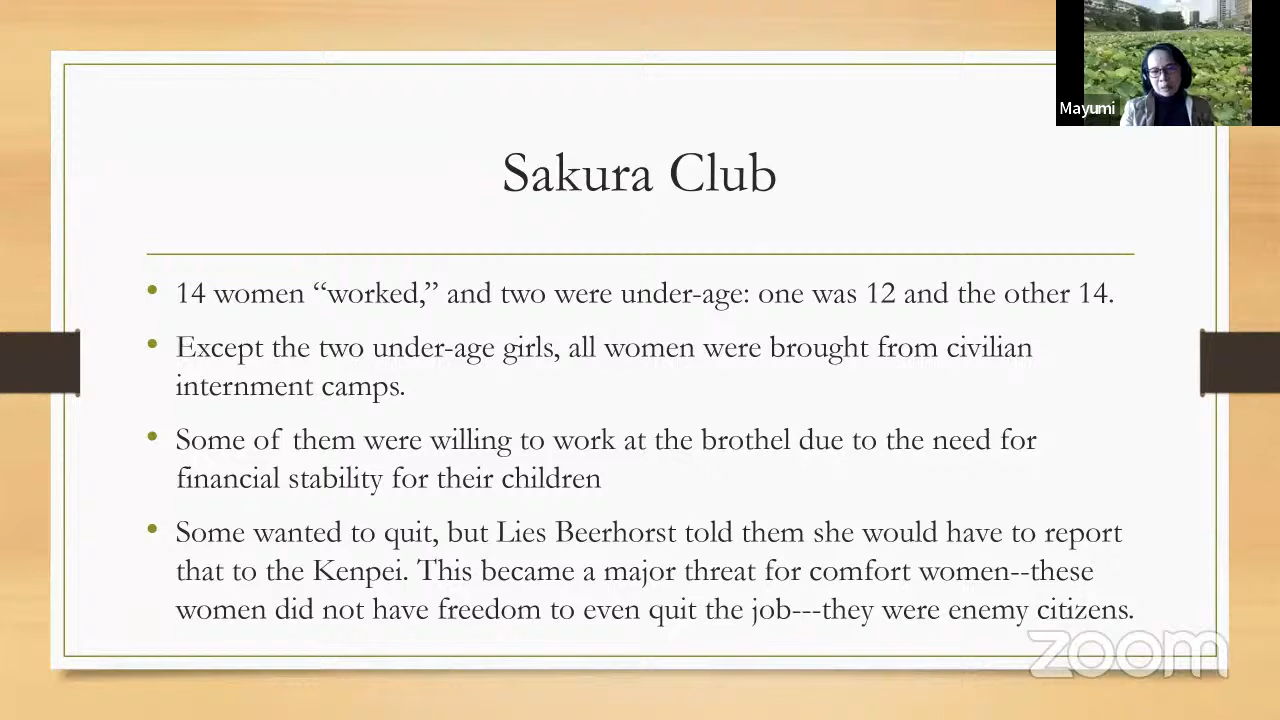 Mayumi
Sakura Club
• 14 women “worked,” and two were under-age: one was 12 and the other 14.
• Except the two under-age girls, all women were brought from civilian
internment camps.
• Some of them were willing to work at the brothel due to the need for
financial stability for their children
• Some wanted to quit, but Lies Beerhorst told them she would have to report
that to the Kenpei. This became a major threat for comfort women--these
women did not have freedom to even quit the job---they were enemy citizens.
zoom